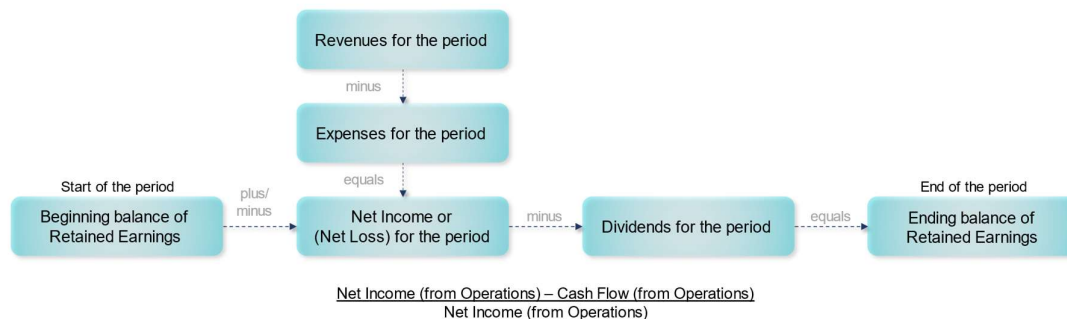 Revenues for the period
minus
Expenses for the period
equals
Start of the period
Beginning balance of
Retained Earnings
plus/
minus
Net Income or
(Net Loss) for the period
minus
Dividends for the period
equals
End of the period
Ending balance of
Retained Earnings
Net Income (from Operations) – Cash Flow (from Operations)
Net Income (from Operations)